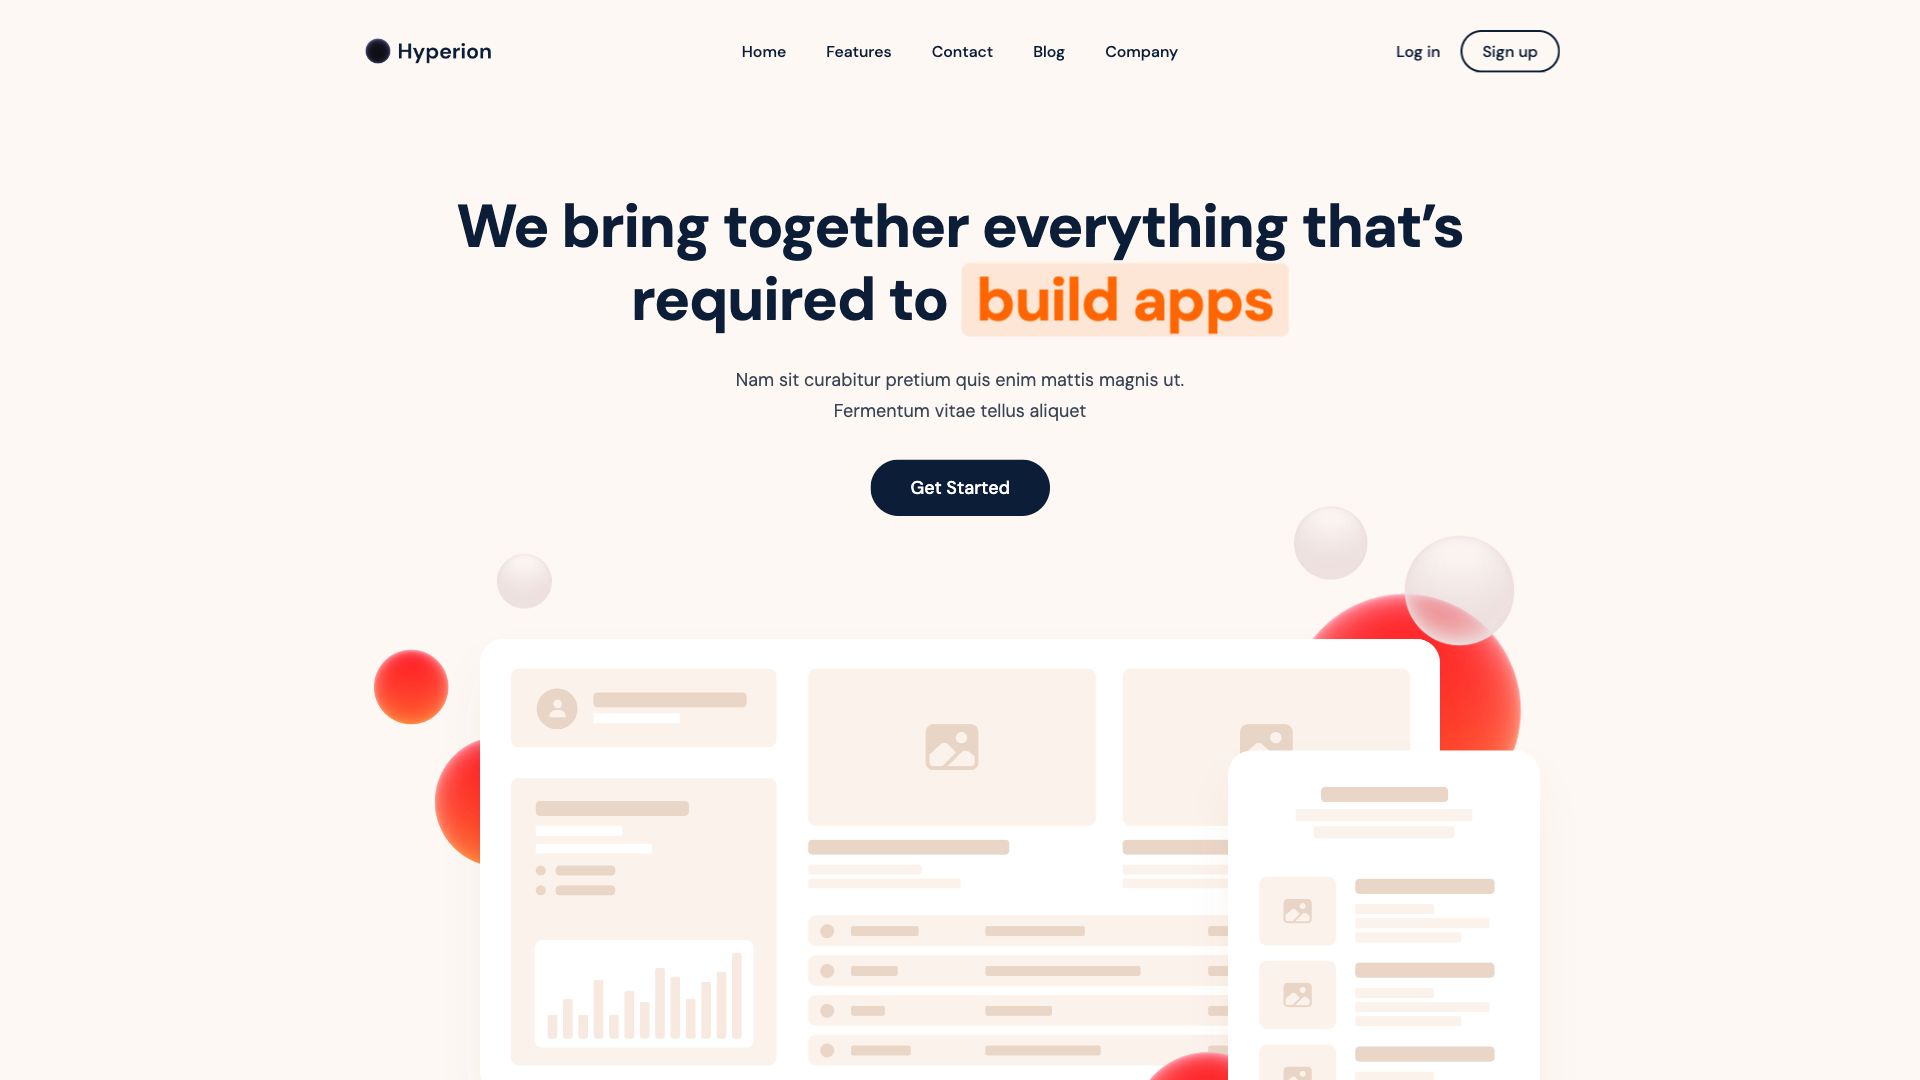 Hyperion
Home Features Contact Blog Company
Log in Sign up
We bring together everything that’s
required to build apps
Nam sit curabitur pretium quis enim mattis magnis ut.
Fermentum vitae tellus aliquet
Get Started